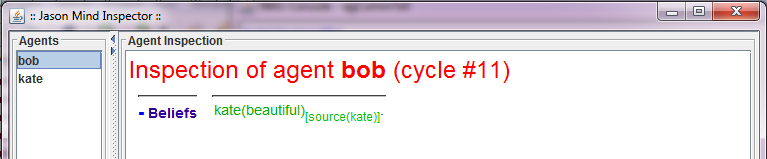 :: Jason Mind Inspector ::
Agents
bob
kate
Agent Inspection
Inspection of agent bob (cycle #11)
- Beliefs kate(beautiful)[source(kate)].